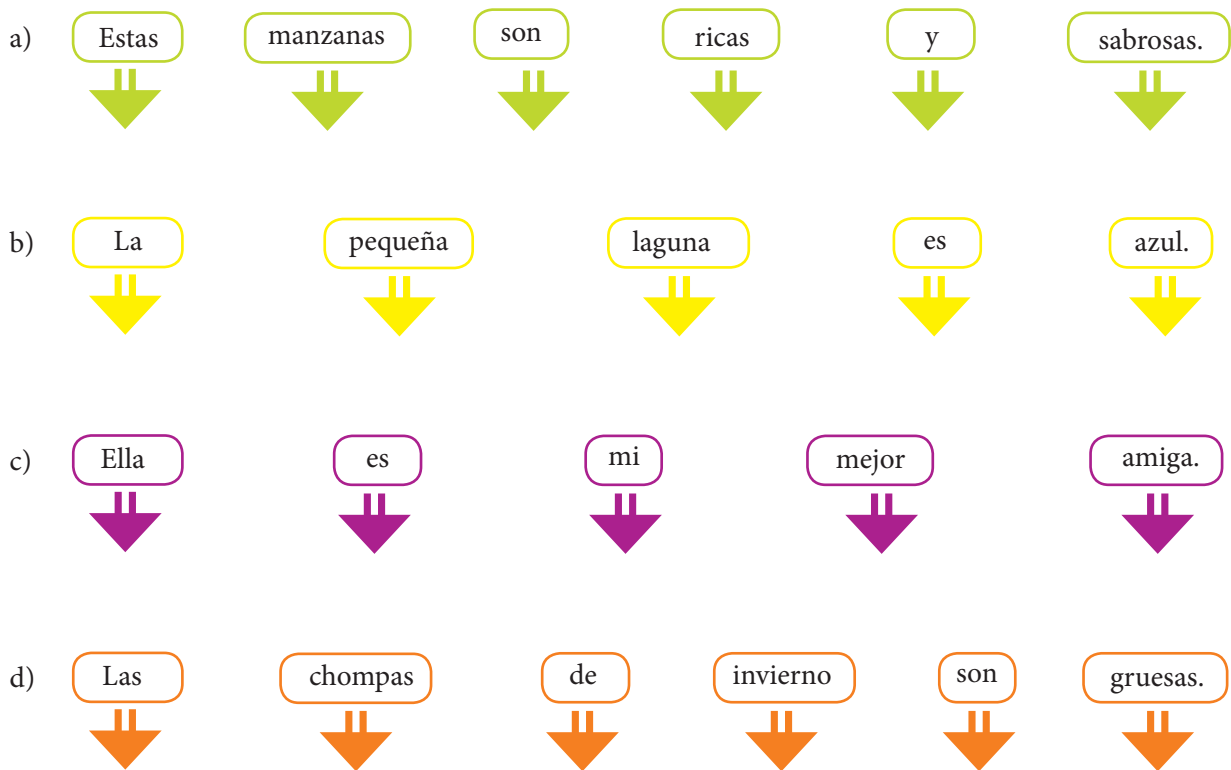 a) Estas manzanas son ricas y sabrosas.
b) La pequeña laguna es azul.
c) Ella es mi mejor amiga.
d) Las chompas de invierno son gruesas.